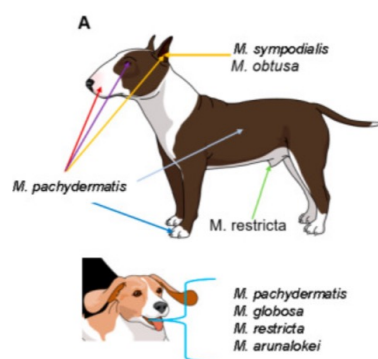 A
M. sympodialis
M. obtusa
M. pachydermatis
M. restricta
M. pachydermatis
M. globosa
M. restricta
M. arunalokei